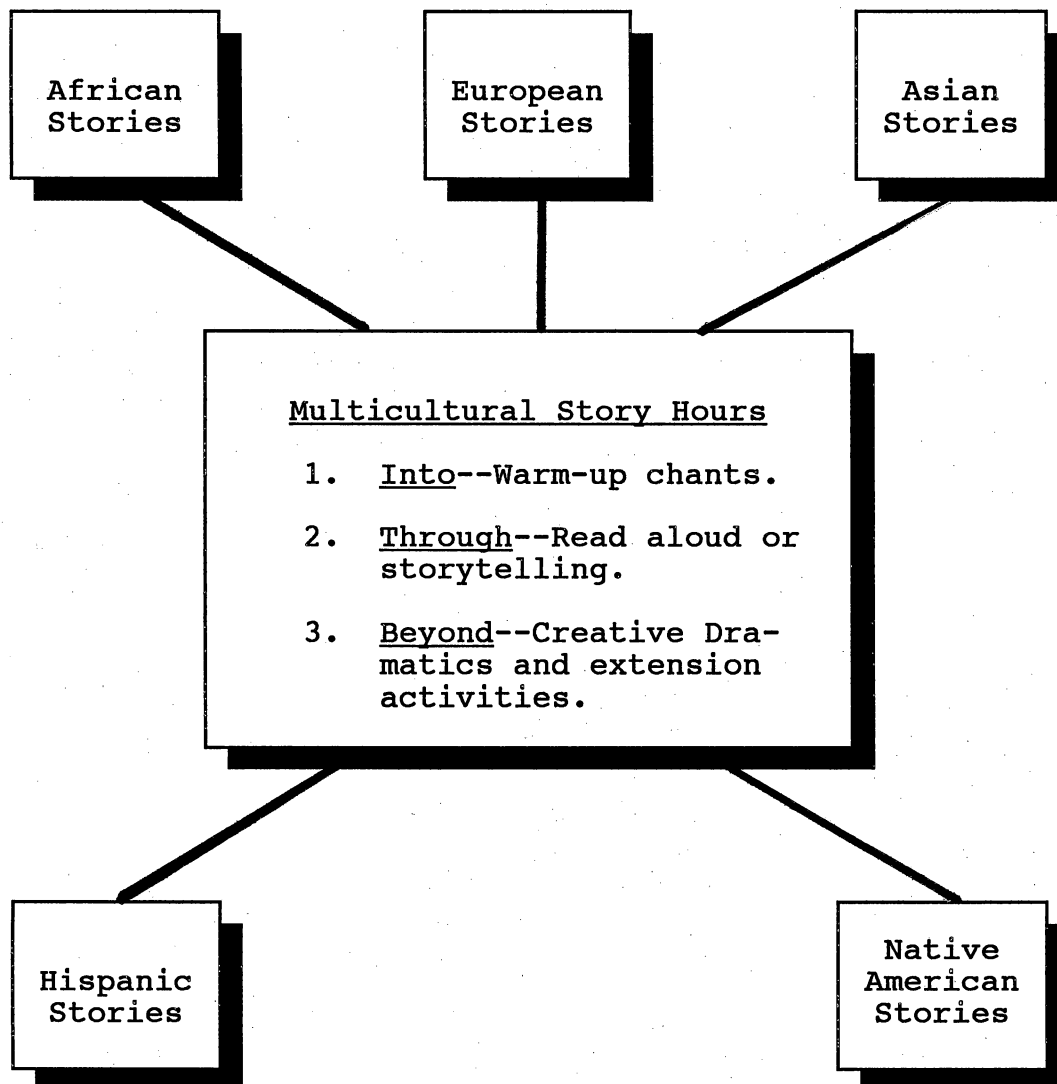 African
Stories
European
Stories
Asian
Stories
Multicultural Story Hours
1. Into--Warm-up chants.
2. Through--Read aloud or
storytelling.
3. Beyond--Creative Dra-
matics and extension
activities.
Hispanic
Stories
Native
American
Stories